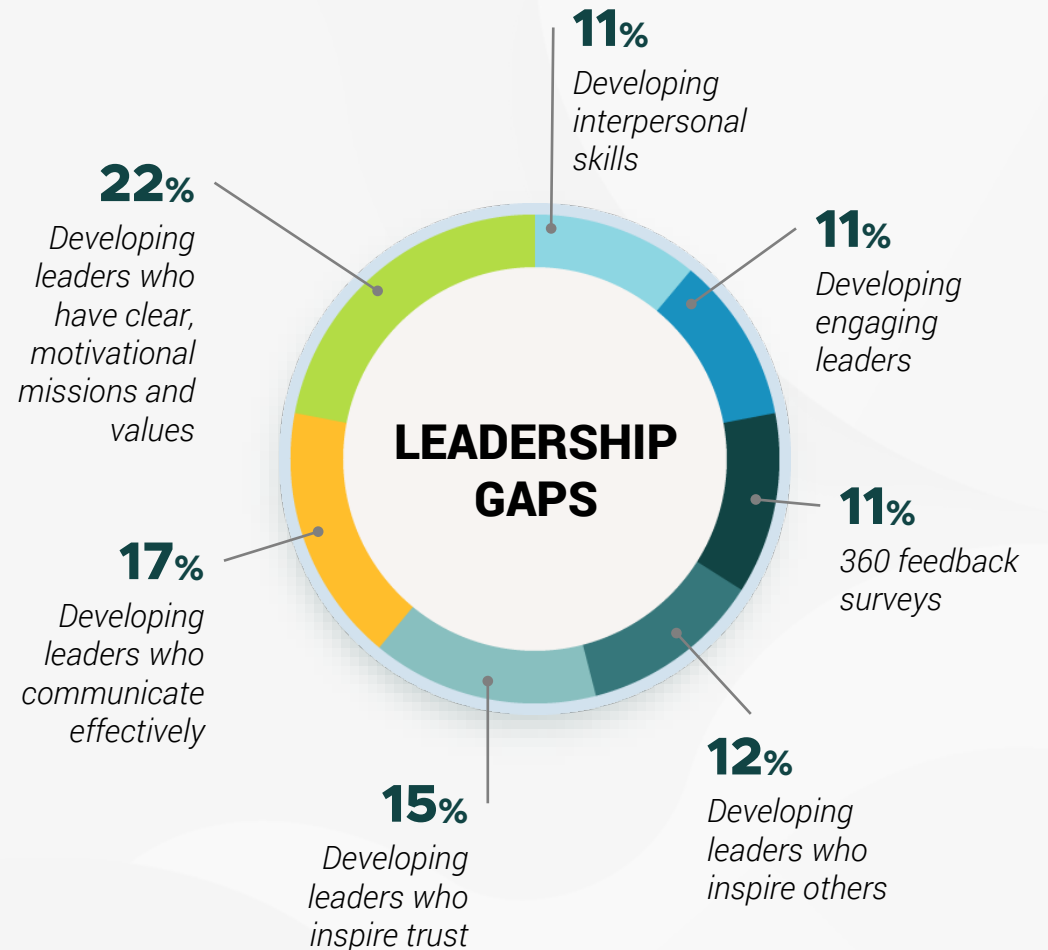 11%
Developing
interpersonal
skills
11%
Developing
engaging
leaders
11%
360 feedback
surveys
12%
Developing
leaders who
inspire others
15%
Developing
leaders who
inspire trust
17%
Developing
leaders who
communicate
effectively
22%
Developing
leaders who
have clear,
motivational
missions and
values
LEADERSHIP
GAPS